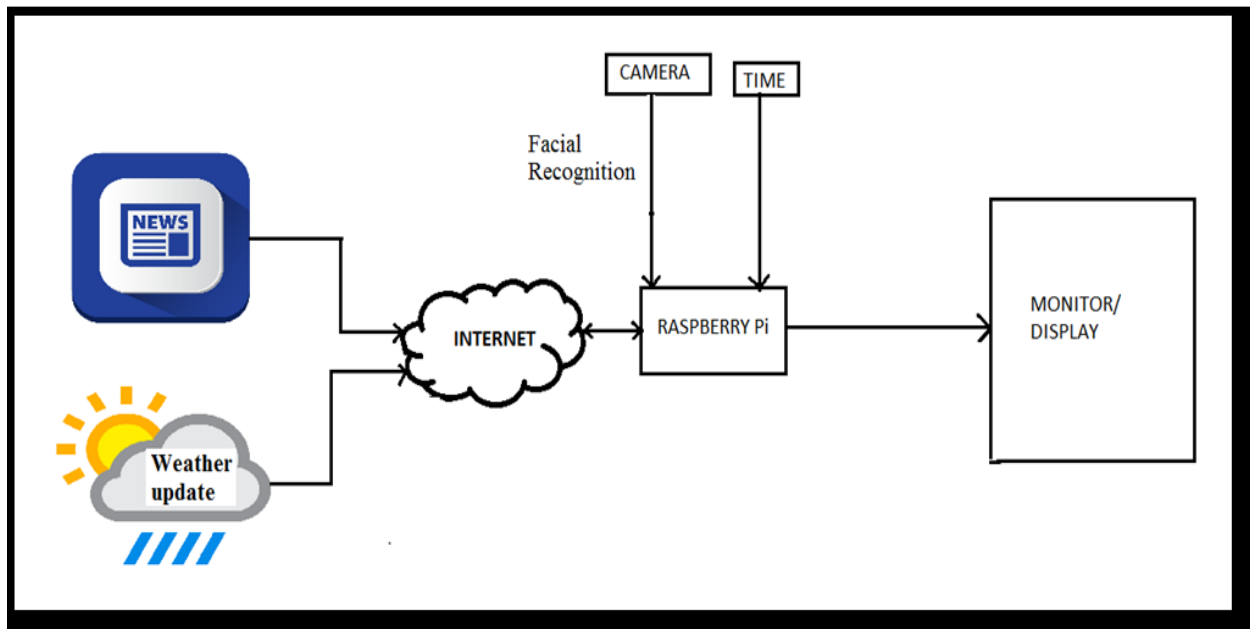 CAMERA
TIME
Facial
Recognition
NEWS
INTERNET
RASPBERRY Pi
MONITOR/
DISPLAY
Weather
update